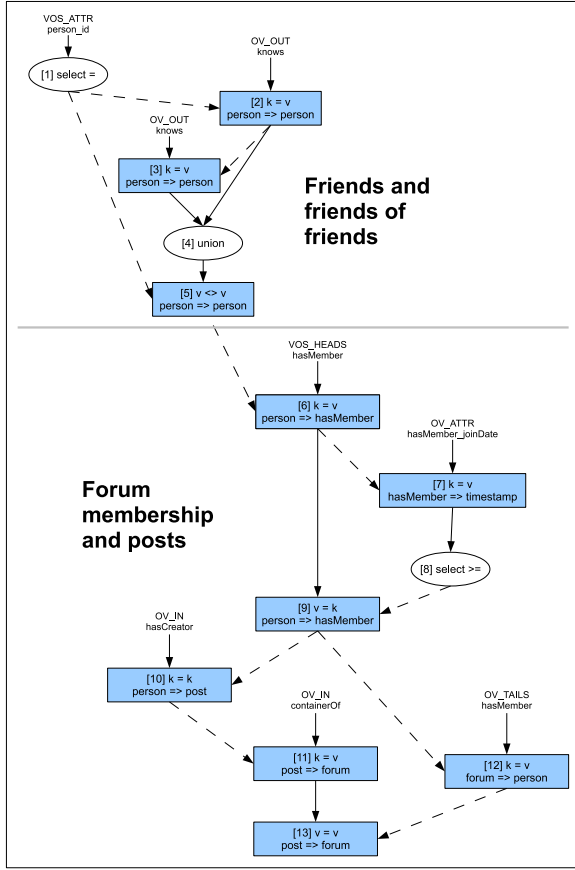 VOS_ATTR
person_id
[1] select =
OV_OUT
knows
[2] k = v
person => person
OV_OUT
knows
[3] k = v
person => person
Friends and
friends of
friends
[4] union
[5] v <> v
person => person
VOS_HEADS
hasMember
[6] k = v
person => hasMember
OV_ATTR
hasMember_joinDate
[7] k = v
hasMember => timestamp
Forum
membership
and posts
[8] select >=
[9] v = k
person => hasMember
OV_IN
hasCreator
[10] k = k
person => post
OV_IN
containerOf
[11] k = v
post => forum
OV_TAILS
hasMember
[12] k = v
forum => person
[13] v = v
post => forum